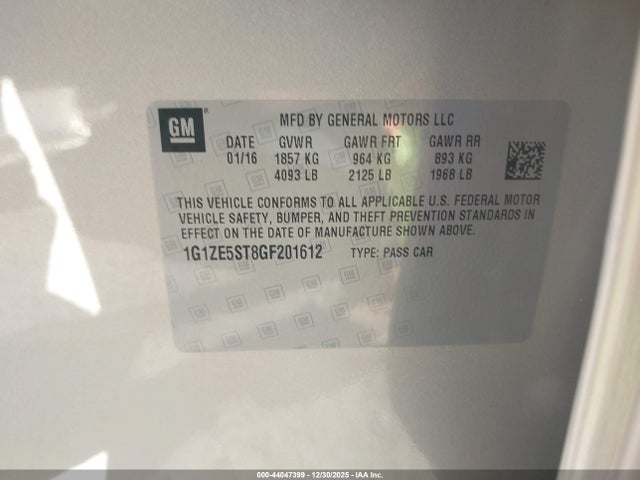 GM ® MFD BY GENERAL MOTORS LLC
DATE GVWR GAWR FRT GAWR RR
01/16 1857 KG 964 KG 893 KG
4093 LB 2125 LB 1968 LB
THIS VEHICLE CONFORMS TO ALL APPLICABLE U.S. FEDERAL MOTOR
VEHICLE SAFETY, BUMPER, AND THEFT PREVENTION STANDARDS IN
EFFECT ON THE DATE OF MANUFACTURE SHOWN ABOVE.
1G1ZE5ST8GF201612 TYPE: PASS CAR
000-44047399 - 12/30/2025 - IAA Inc.